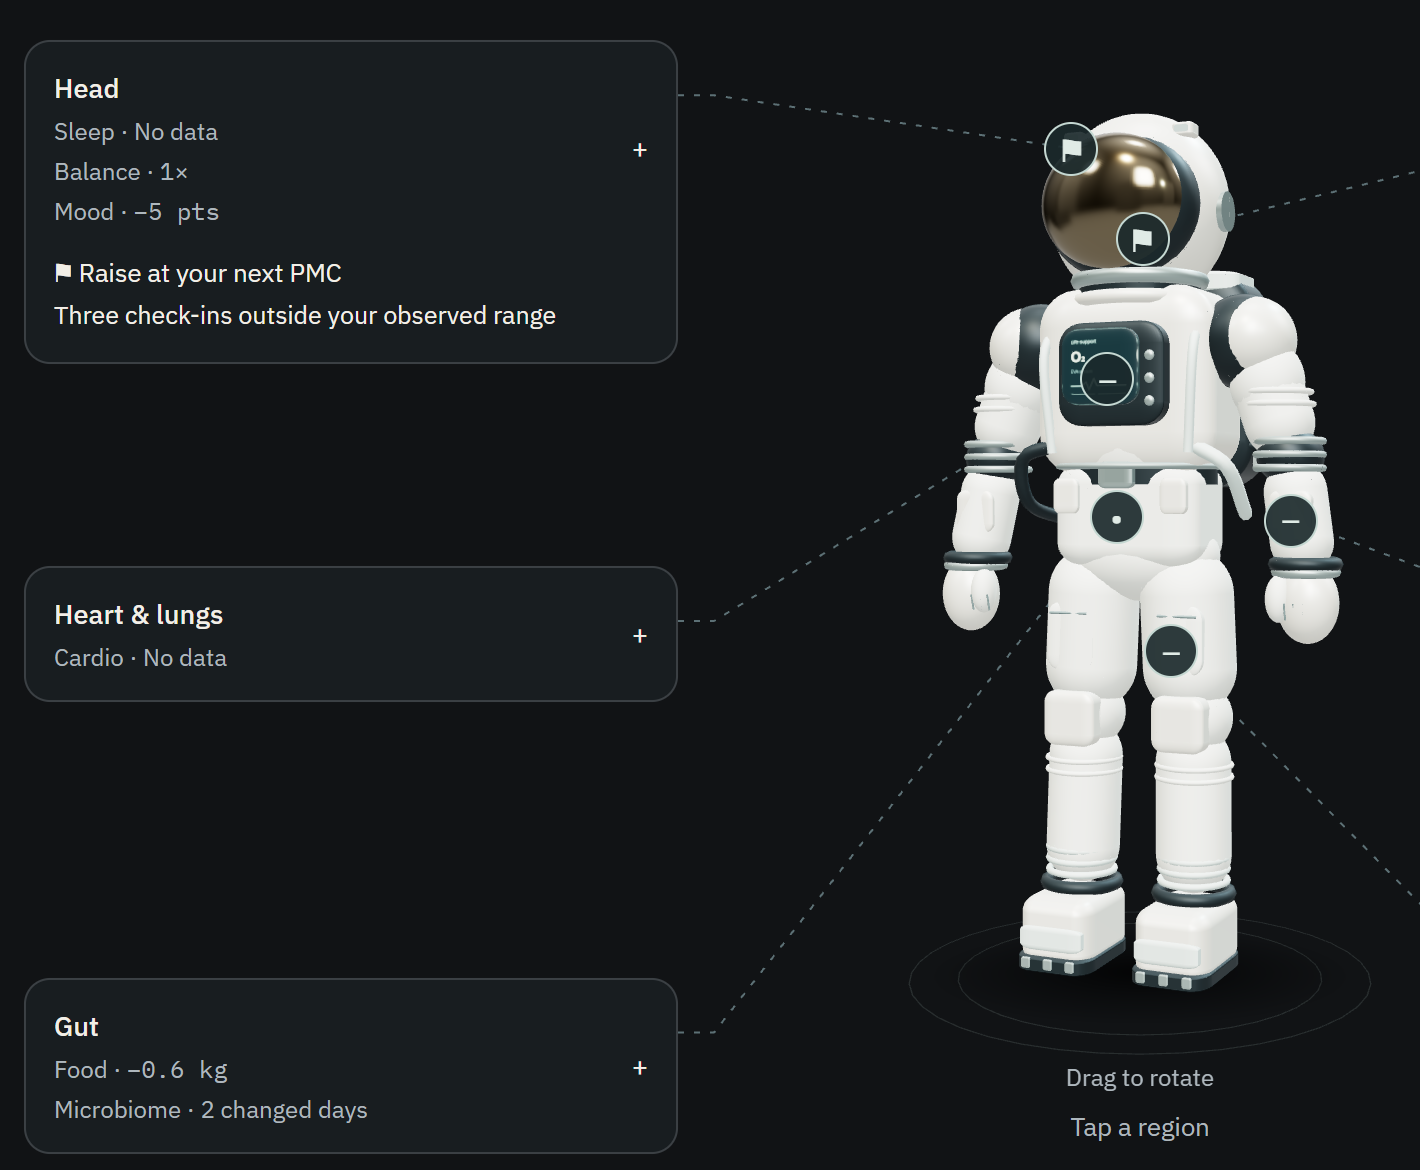 Head
Sleep · No data
Balance · 1×
Mood · −5 pts
Raise at your next PMC
Three check-ins outside your observed range
+
Heart & lungs
Cardio · No data
+
Gut
Food · −0.6 kg
Microbiome · 2 changed days
+
O₂
Drag to rotate
Tap a region